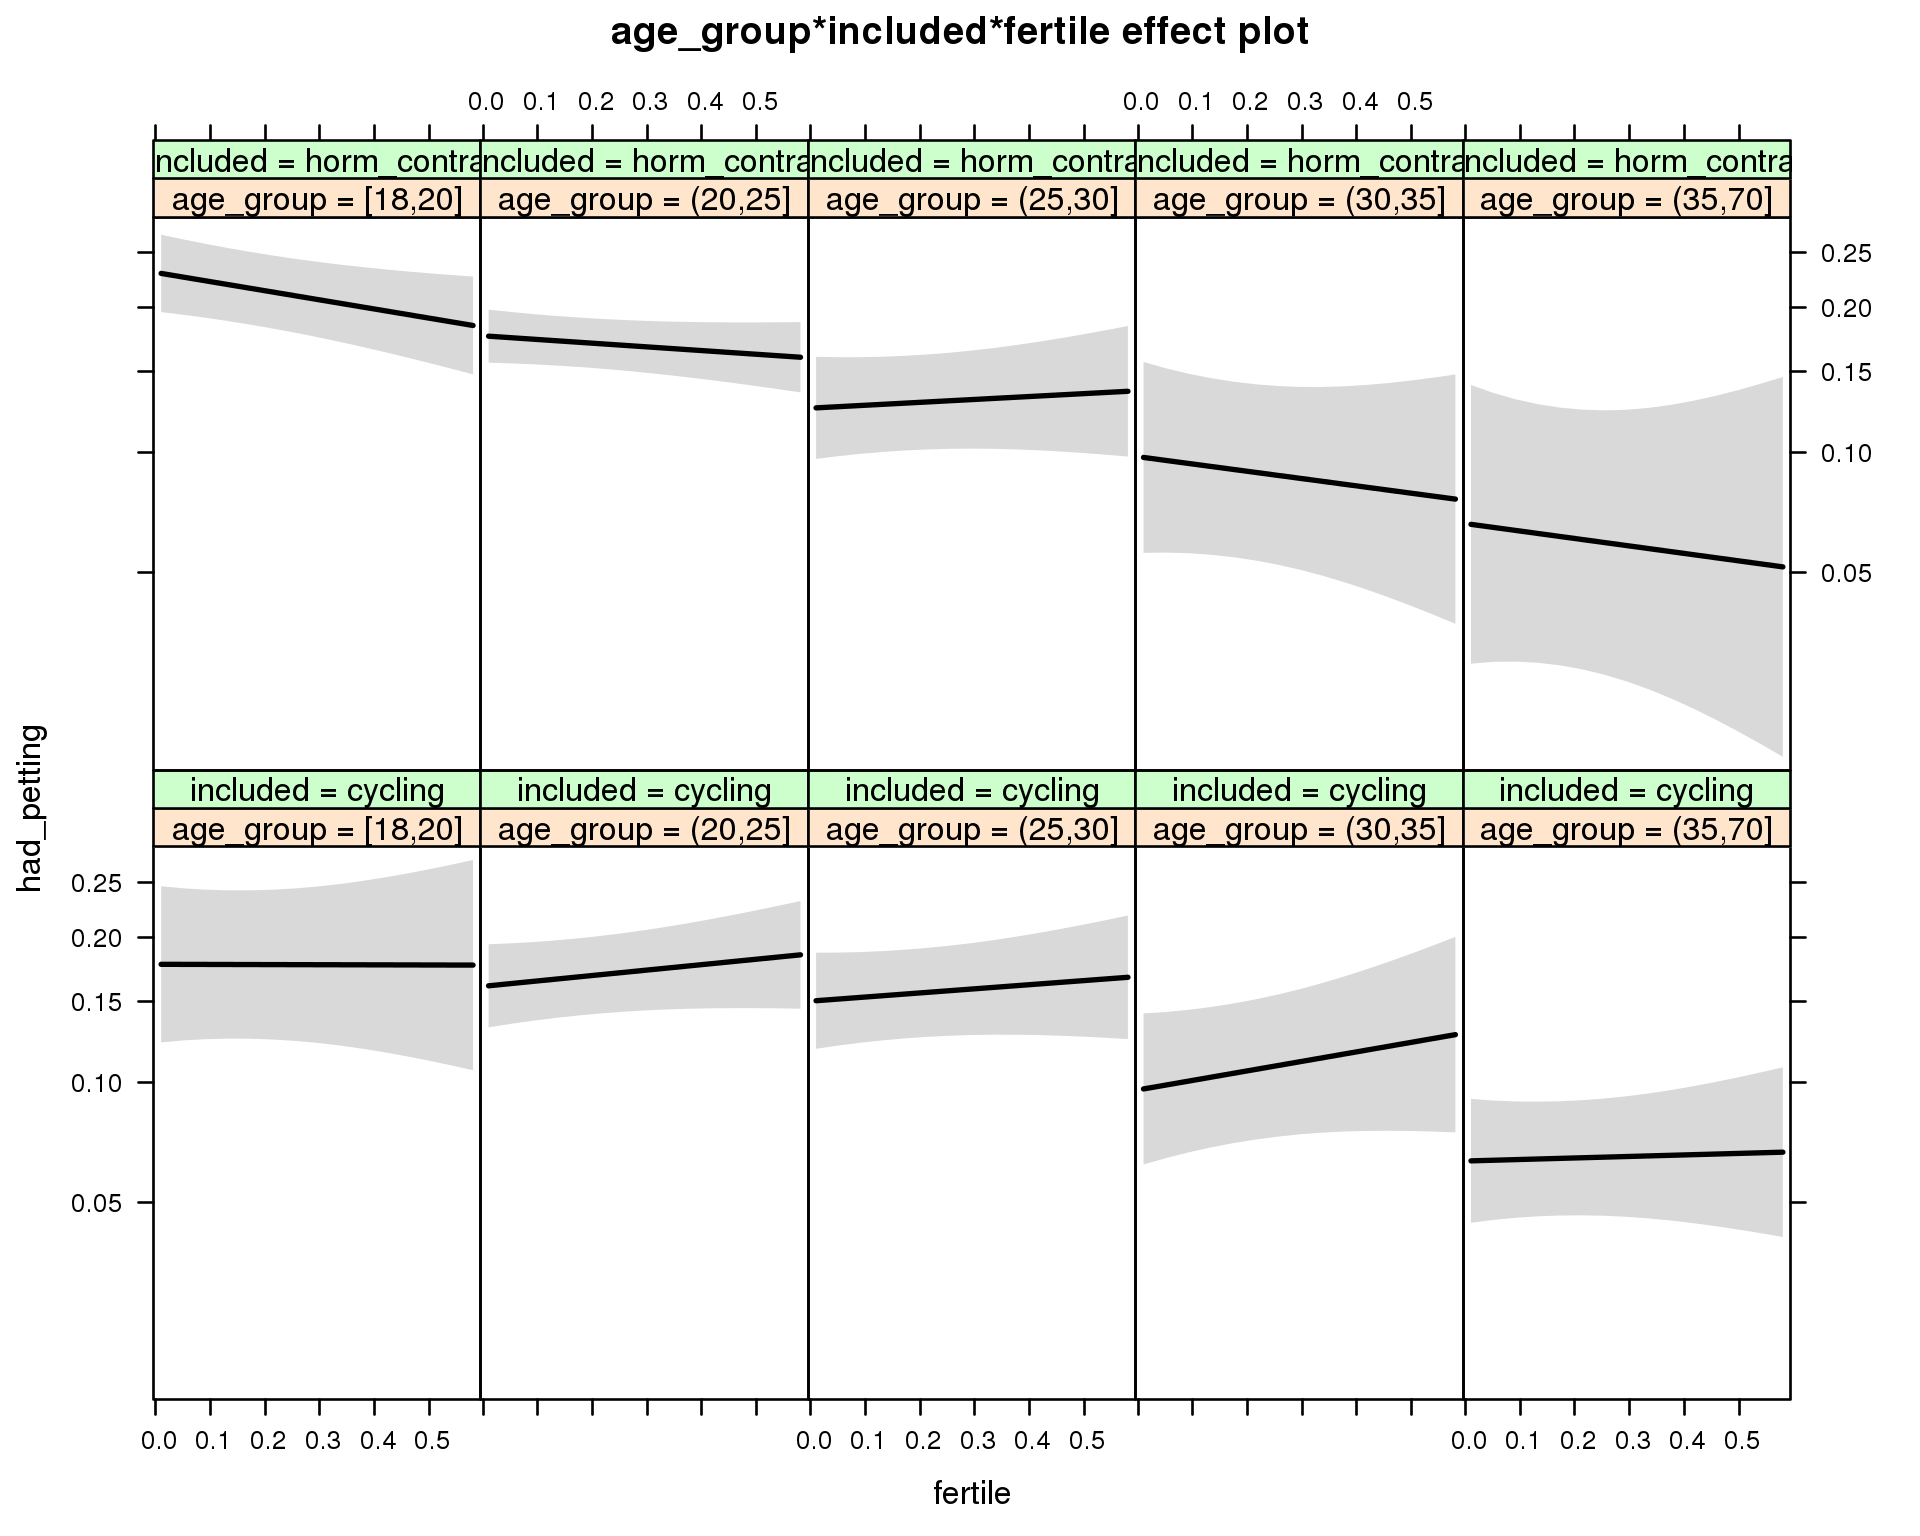 age_group*included*fertile effect plot
0.0 0.1 0.2 0.3 0.4 0.5 0.0 0.1 0.2 0.3 0.4 0.5
ncluded = horm_contra ncluded = horm_contra ncluded = horm_contra ncluded = horm_contra ncluded = horm_contra
age_group = [18,20] age_group = (20,25] age_group = (25,30] age_group = (30,35] age_group = (35,70]
0.25
0.20
0.15
0.10
0.05
had_petting
included = cycling included = cycling included = cycling included = cycling included = cycling
age_group = [18,20] age_group = (20,25] age_group = (25,30] age_group = (30,35] age_group = (35,70]
0.25
0.20
0.15
0.10
0.05
0.0 0.1 0.2 0.3 0.4 0.5 0.0 0.1 0.2 0.3 0.4 0.5 0.0 0.1 0.2 0.3 0.4 0.5
fertile